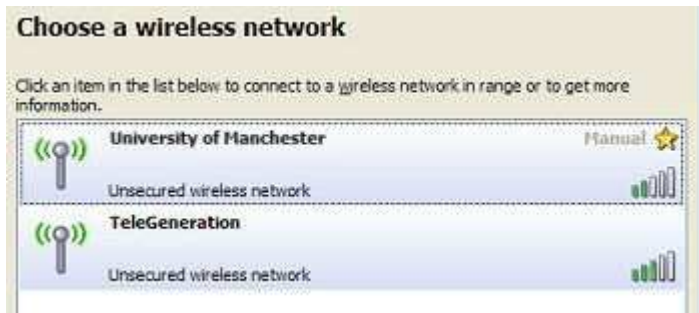 Choose a wireless network
Click an item in the list below to connect to a wireless network in range or to get more
information.
University of Manchester Manual
Unsecured wireless network
TeleGeneration
Unsecured wireless network